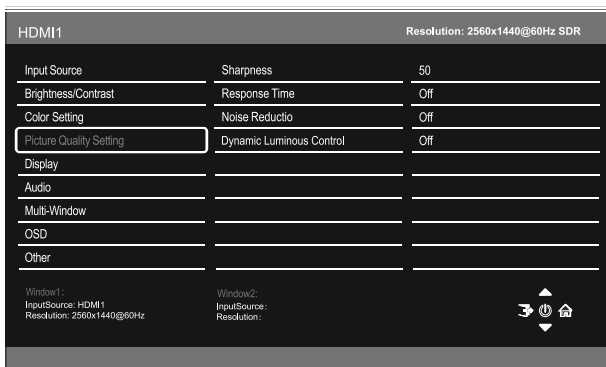 HDMI1 Resolution: 2560x1440@60Hz SDR
Input Source Sharpness 50
Brightness/Contrast Response Time Off
Color Setting Noise Reductio Off
Picture Quality Setting Dynamic Luminous Control Off
Display
Audio
Multi-Window
OSD
Other
Window1: Window2:
InputSource: HDMI1 InputSource:
Resolution: 2560x1440@60Hz Resolution: